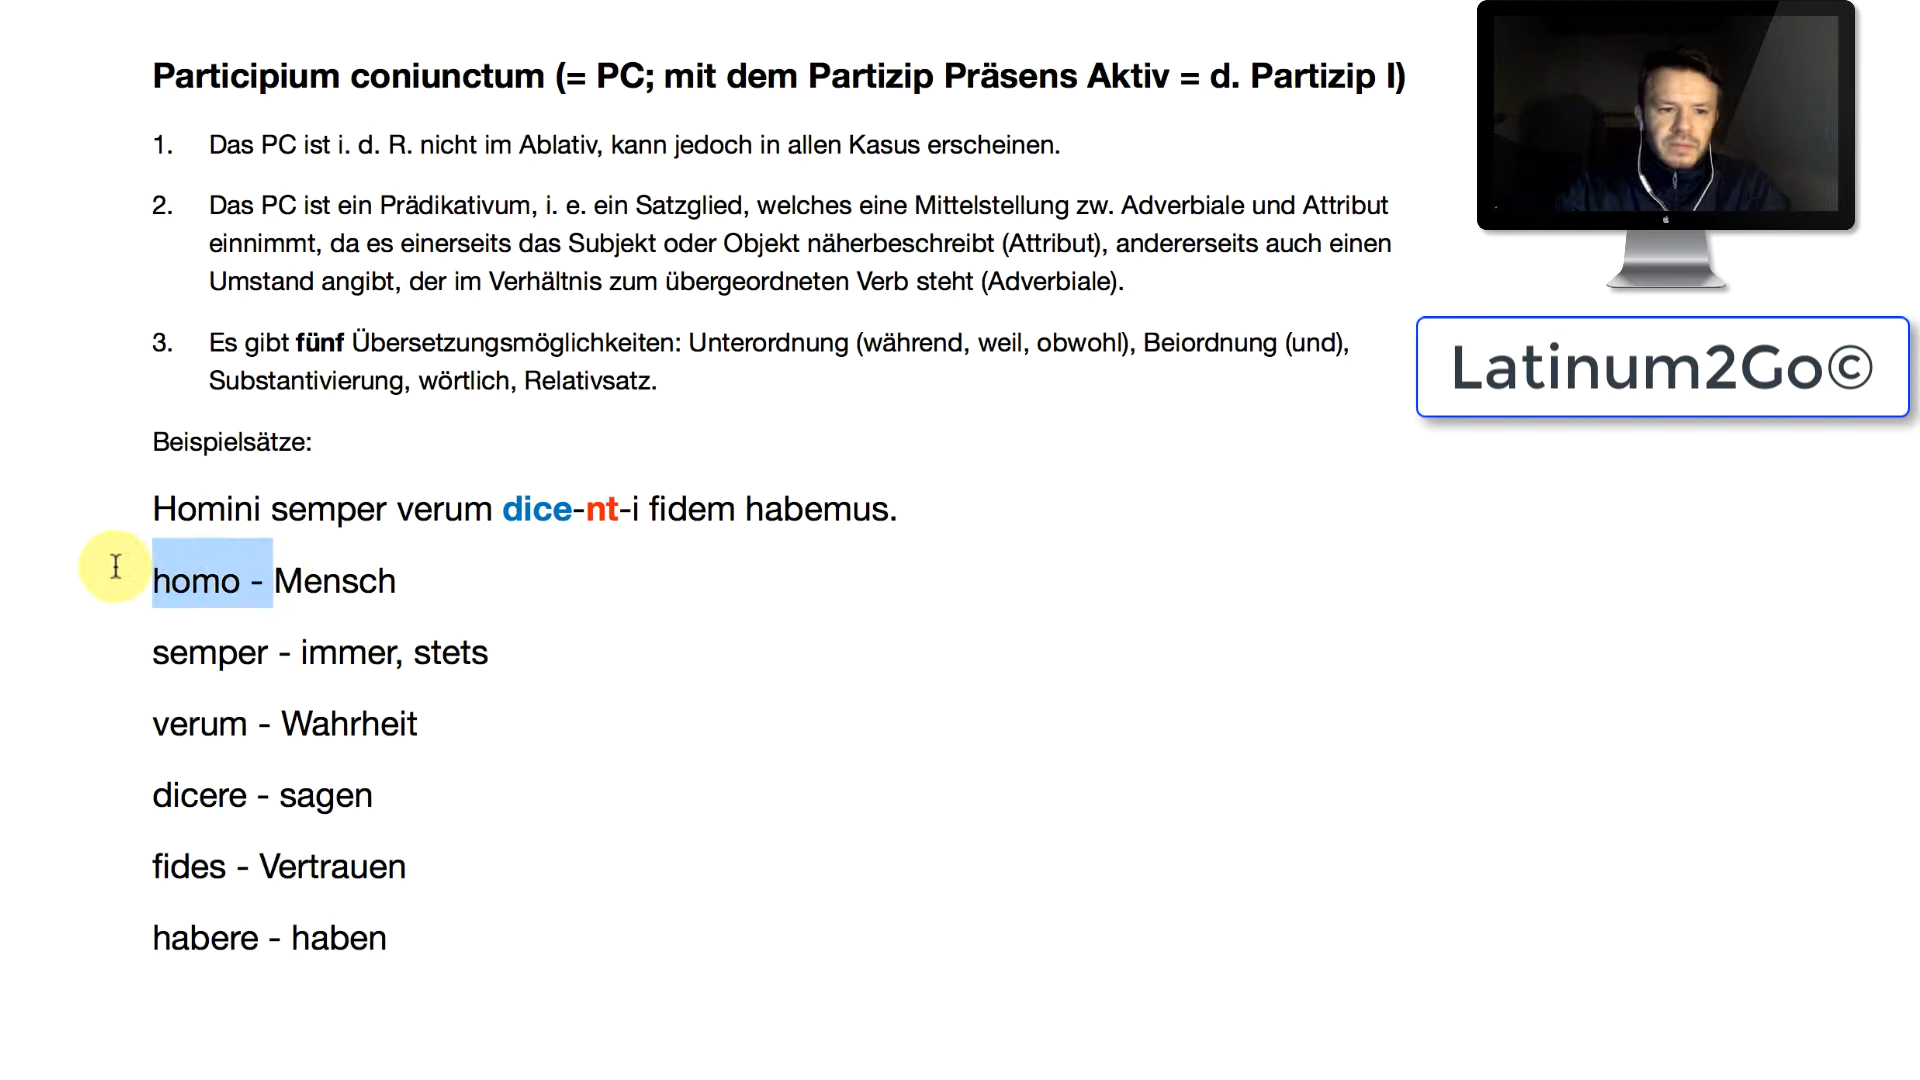 Participium coniunctum (= PC; mit dem Partizip Präsens Aktiv = d. Partizip I)
1. Das PC ist i. d. R. nicht im Ablativ, kann jedoch in allen Kasus erscheinen.
2. Das PC ist ein Prädikativum, i. e. ein Satzglied, welches eine Mittelstellung zw. Adverbiale und Attribut
einnimmt, da es einerseits das Subjekt oder Objekt näherbeschreibt (Attribut), andererseits auch einen
Umstand angibt, der im Verhältnis zum übergeordneten Verb steht (Adverbiale).
3. Es gibt fünf Übersetzungsmöglichkeiten: Unterordnung (während, weil, obwohl), Beiordnung (und),
Substantivierung, wörtlich, Relativsatz.
Latinum2Go©
Beispielsätze:
Homini semper verum dice-nt-i fidem habemus.
homo - Mensch
semper - immer, stets
verum - Wahrheit
dicere - sagen
fides - Vertrauen
habere - haben